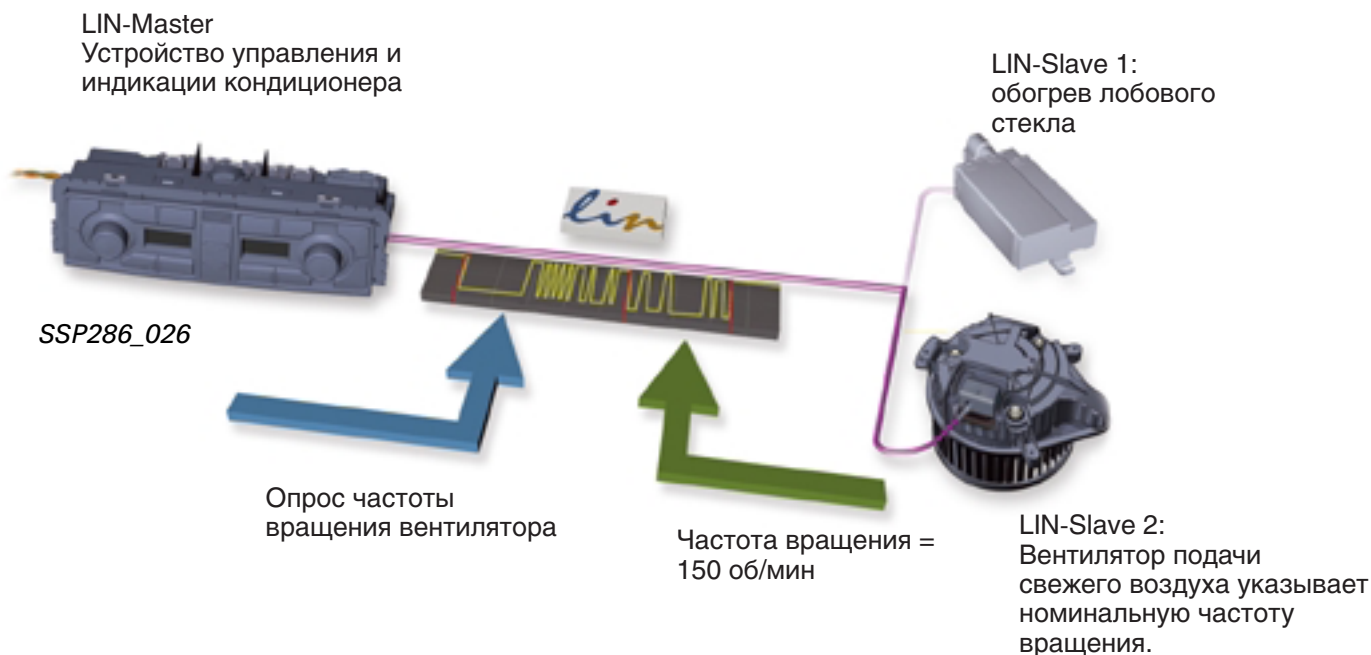 LIN-Master
Устройство управления и
индикации кондиционера
LIN-Slave 1:
обогрев лобового
стекла
lin
SSP286_026
Опрос частоты
вращения вентилятора
Частота вращения =
150 об/мин
LIN-Slave 2:
Вентилятор подачи
свежего воздуха указывает
номинальную частоту
вращения.